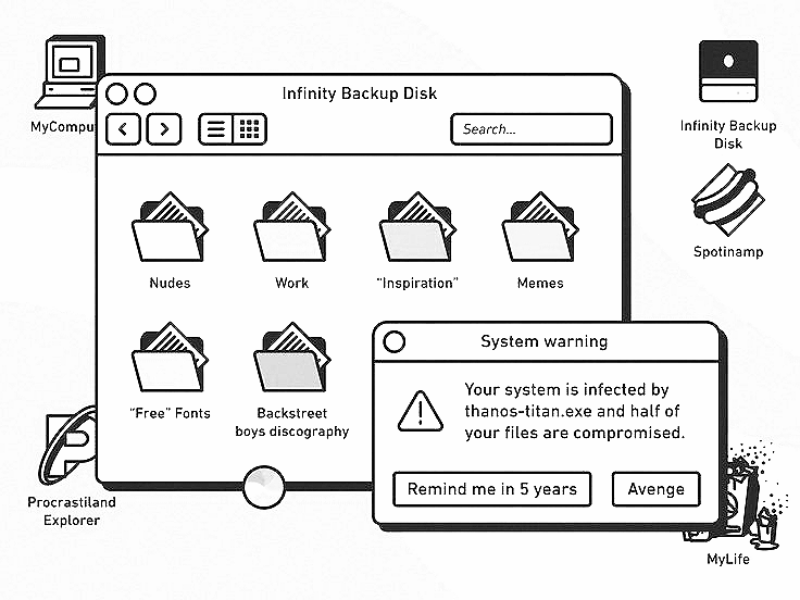 MyCompu
Infinity Backup Disk
Search...
Infinity Backup
Disk
Spotinamp
Nudes
Work
“Inspiration”
Memes
“Free” Fonts
Backstreet
boys discography
System warning
Your system is infected by
thanos-titan.exe and half of
your files are compromised.
Remind me in 5 years
Avenge
Procrastiland
Explorer
MyLife